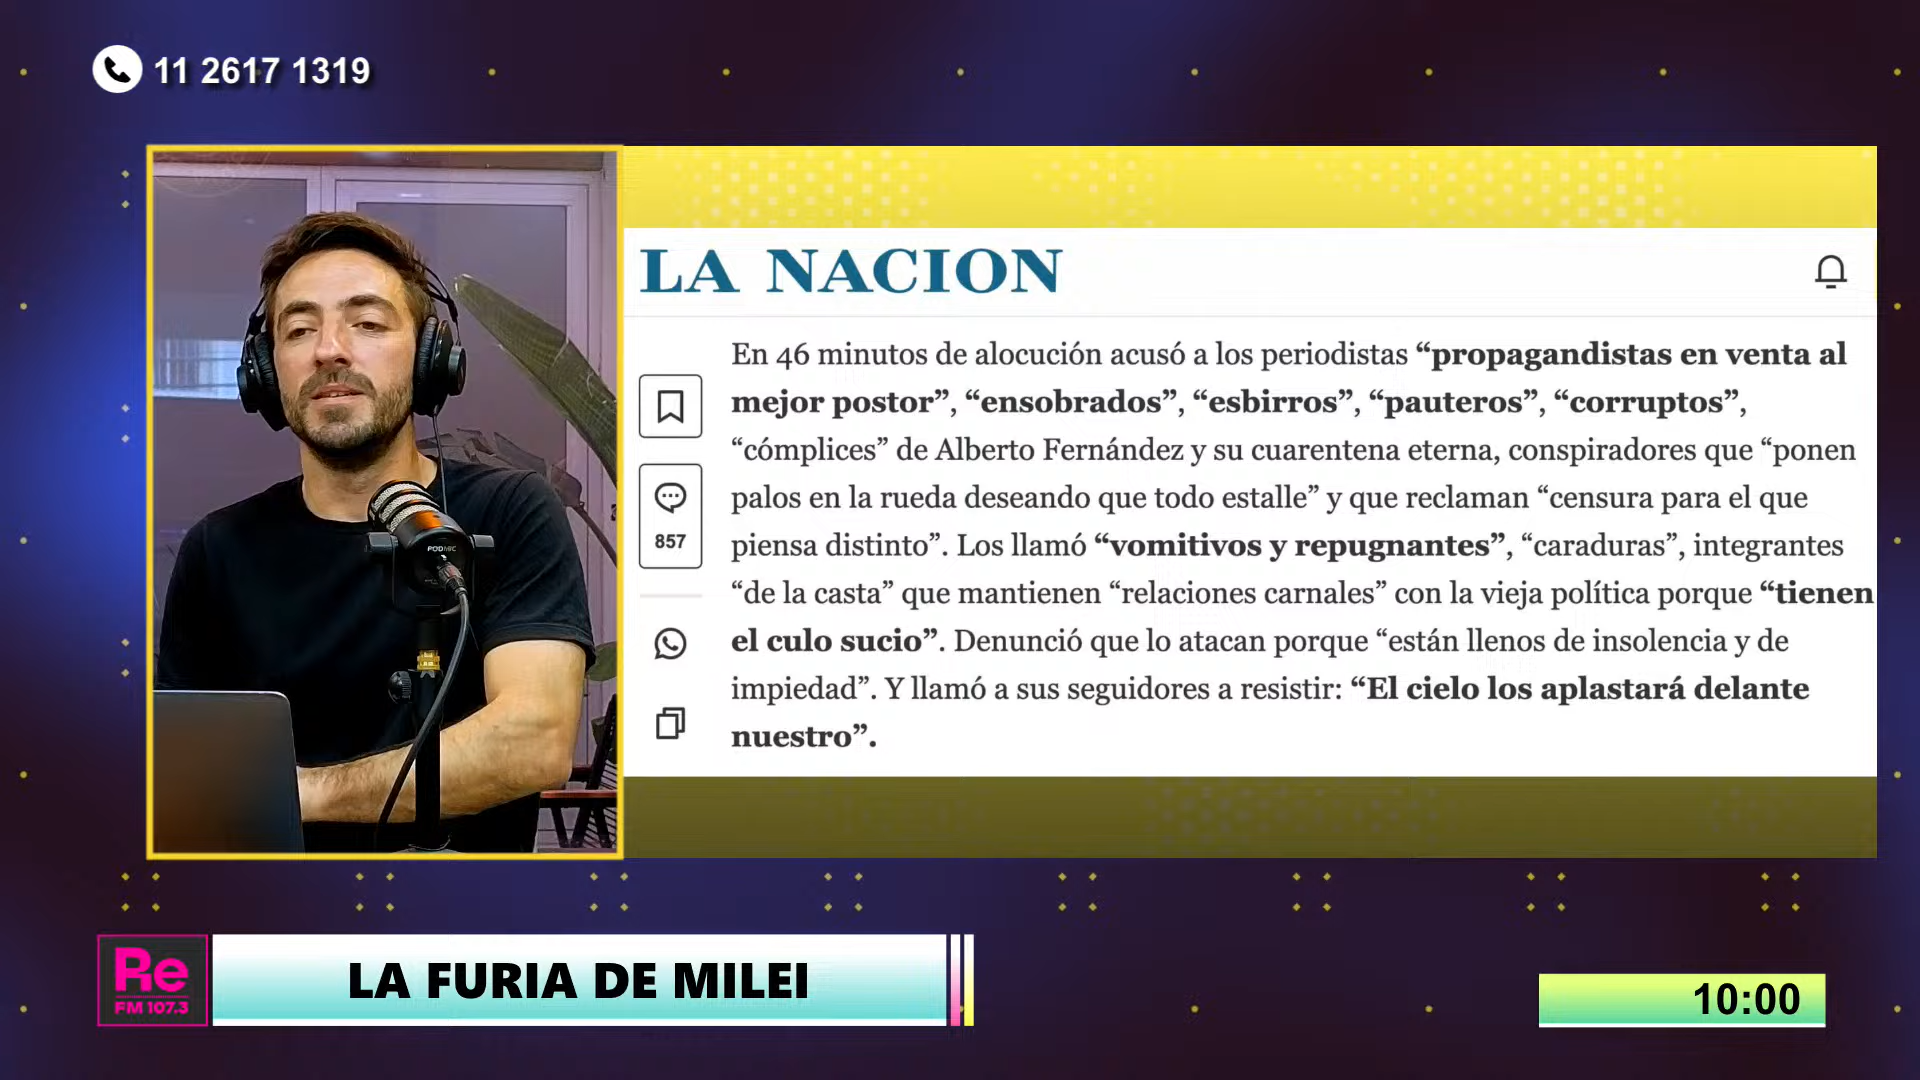 11 2617 1319
LA NACION
En 46 minutos de alocución acusó a los periodistas “propagandistas en venta al
mejor postor”, “ensobrados”, “esbirros”, “pauteros”, “corruptos”,
“cómplices” de Alberto Fernández y su cuarentena eterna, conspiradores que “ponen
palos en la rueda deseando que todo estalle” y que reclaman “censura para el que
piensa distinto”. Los llamó “vomitivos y repugnantes”, “caraduras”, integrantes
“de la casta” que mantienen “relaciones carnales” con la vieja política porque “tienen
el culo sucio”. Denunció que lo atacan porque “están llenos de insolencia y de
impiedad”. Y llamó a sus seguidores a resistir: “El cielo los aplastará delante
nuestro”.
857
PODMIC
Re
FM 107.3
LA FURIA DE MILEI
10:00